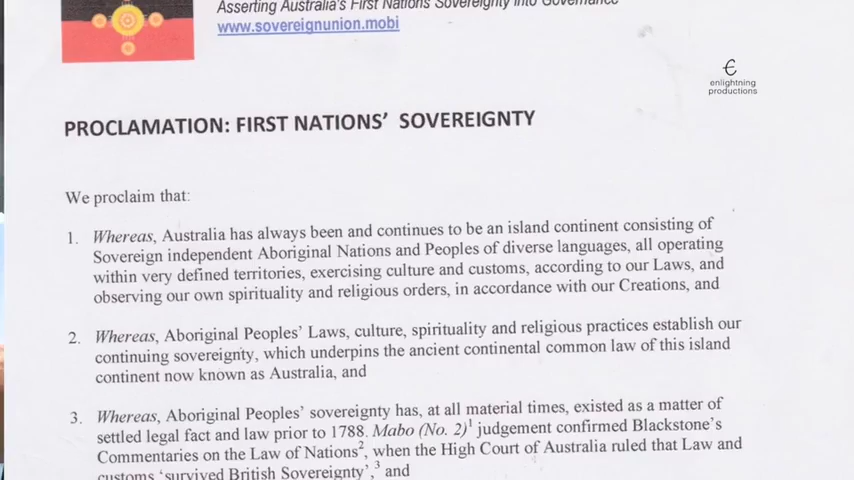 Asserting Australia's First Nations Sovereignty into Governance
www.sovereignunion.mobi
€
enlightning
productions
PROCLAMATION: FIRST NATIONS' SOVEREIGNTY
We proclaim that:
1. Whereas, Australia has always been and continues to be an island continent consisting of
Sovereign independent Aboriginal Nations and Peoples of diverse languages, all operating
within very defined territories, exercising culture and customs, according to our Laws, and
observing our own spirituality and religious orders, in accordance with our Creations, and
2. Whereas, Aboriginal Peoples' Laws, culture, spirituality and religious practices establish our
continuing sovereignty, which underpins the ancient continental common law of this island
continent now known as Australia, and
3. Whereas, Aboriginal Peoples' sovereignty has, at all material times, existed as a matter of
settled legal fact and law prior to 1788. Mabo (No. 2)¹ judgement confirmed Blackstone's
Commentaries on the Law of Nations², when the High Court of Australia ruled that Law and
customs 'survived British Sovereignty',³ and